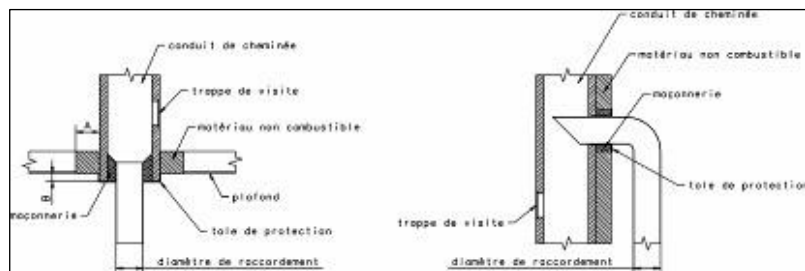 conduit de cheminée
trappe de visite
A
matériau non combustible
B
plafond
maçonnerie
tole de protection
diamètre de raccordement
conduit de cheminée
matériau non combustible
maçonnerie
tole de protection
trappe de visite
diamètre de raccordement